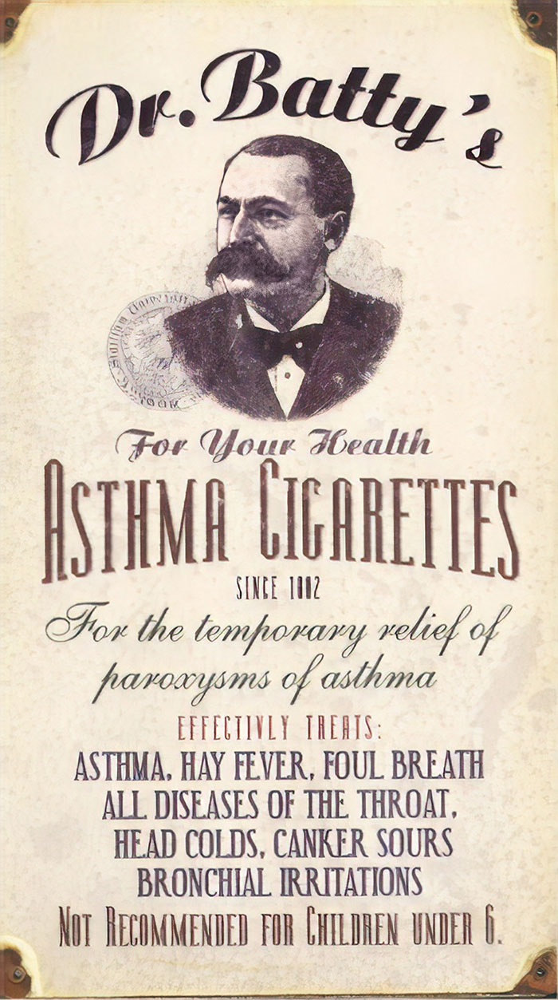 Dr. Batty's
For Your Health
ASTHMA CIGARETTES
SINCE
For the temporary relief of
paroxysms of asthma
EFFECTIVLY TREATS:
ASTHMA, HAY FEVER, FOUL BREATH
ALL DISEASES OF THE THROAT,
HEAD COLDS, CANKER SOURS
BRONCHIAL IRRITATIONS
NOT RECOMMENDED FOR CHILDREN UNDER 6.